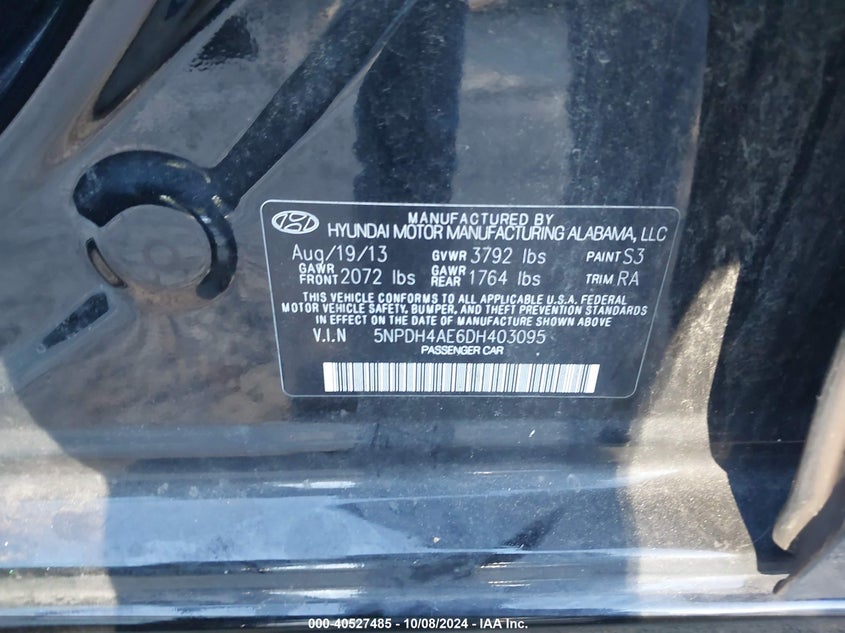 MANUFACTURED BY
HYUNDAI MOTOR MANUFACTURING ALABAMA, LLC
Aug/19/13 GVWR 3792 lbs PAINT S3
GAWR FRONT 2072 lbs GAWR REAR 1764 lbs TRIM RA
THIS VEHICLE CONFORMS TO ALL APPLICABLE U.S.A. FEDERAL
MOTOR VEHICLE SAFETY, BUMPER, AND THEFT PREVENTION STANDARDS
IN EFFECT ON THE DATE OF MANUFACTURE SHOWN ABOVE
V.I.N 5NPDH4AE6DH403095
PASSENGER CAR
000-40527485 - 10/08/2024 - IAA Inc.